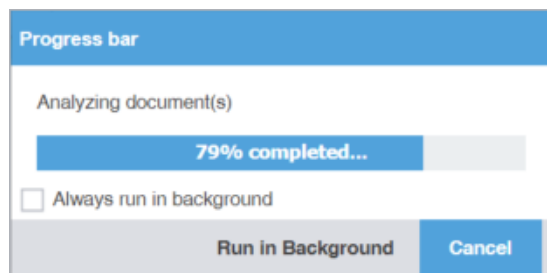 Progress bar
Analyzing document(s)
79% completed...
Always run in background
Run in Background Cancel